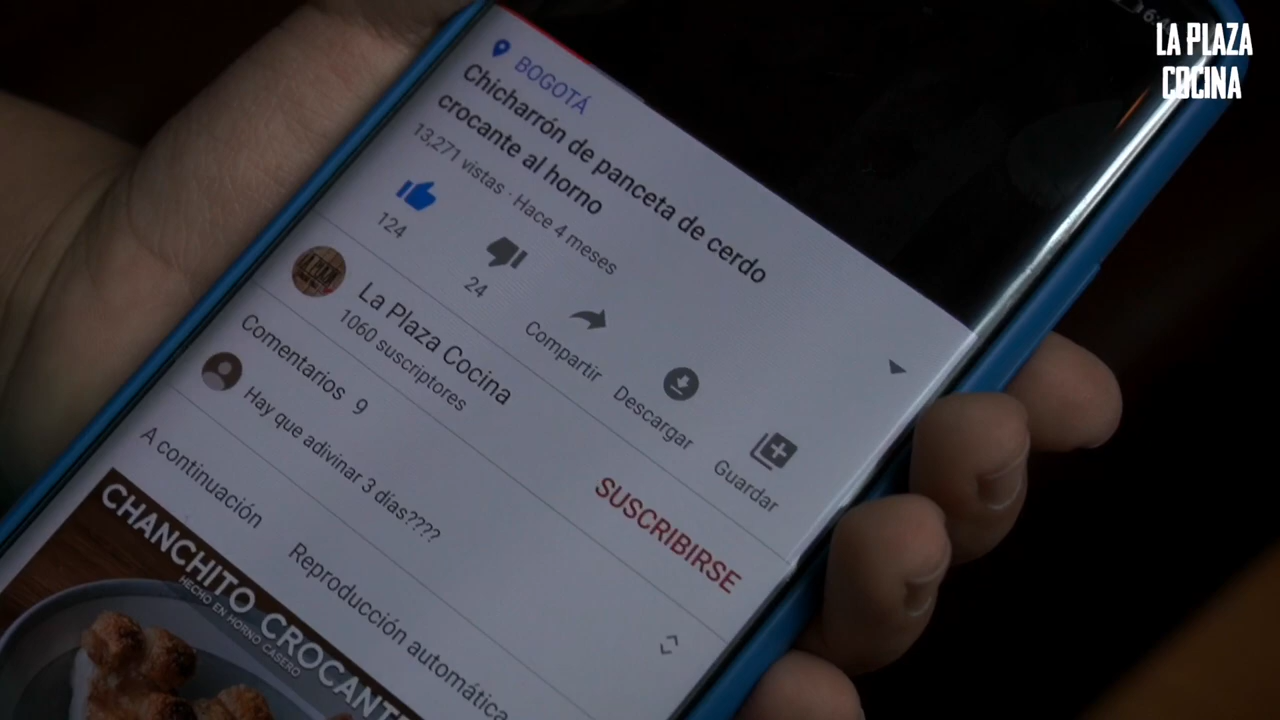 LA PLAZA
COCINA
BOGOTÁ
Chicharrón de panceta de cerdo
crocante al horno
13,271 vistas · Hace 4 meses
124
24
Compartir
Descargar
Guardar
La Plaza Cocina
1060 suscriptores
SUSCRIBIRSE
Comentarios 9
Hay que adivinar 3 días????
A continuación
Reproducción automática
CHANCHITO CROCANT
HECHO EN HORNO CASERO